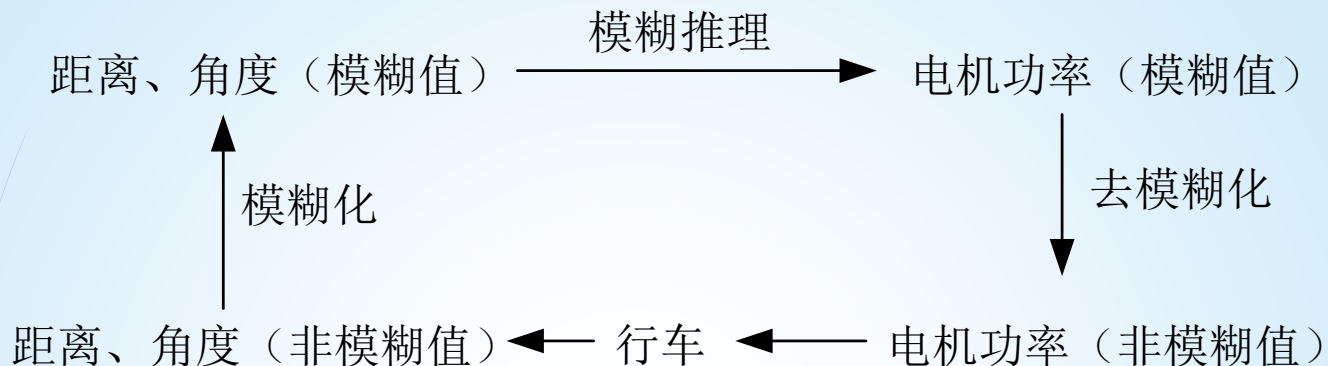 模糊推理
距离、角度（模糊值）
电机功率（模糊值）
模糊化
去模糊化
距离、角度（非模糊值）
行车
电机功率（非模糊值）